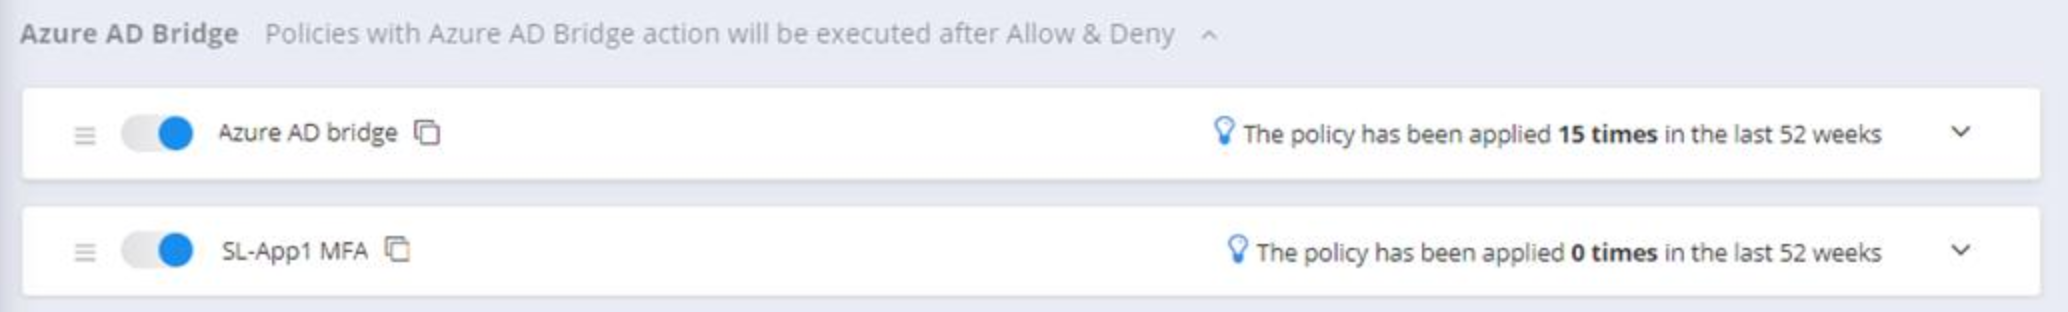 Azure AD Bridge Policies with Azure AD Bridge action will be executed after Allow & Deny
Azure AD bridge The policy has been applied 15 times in the last 52 weeks
SL-App1 MFA The policy has been applied 0 times in the last 52 weeks